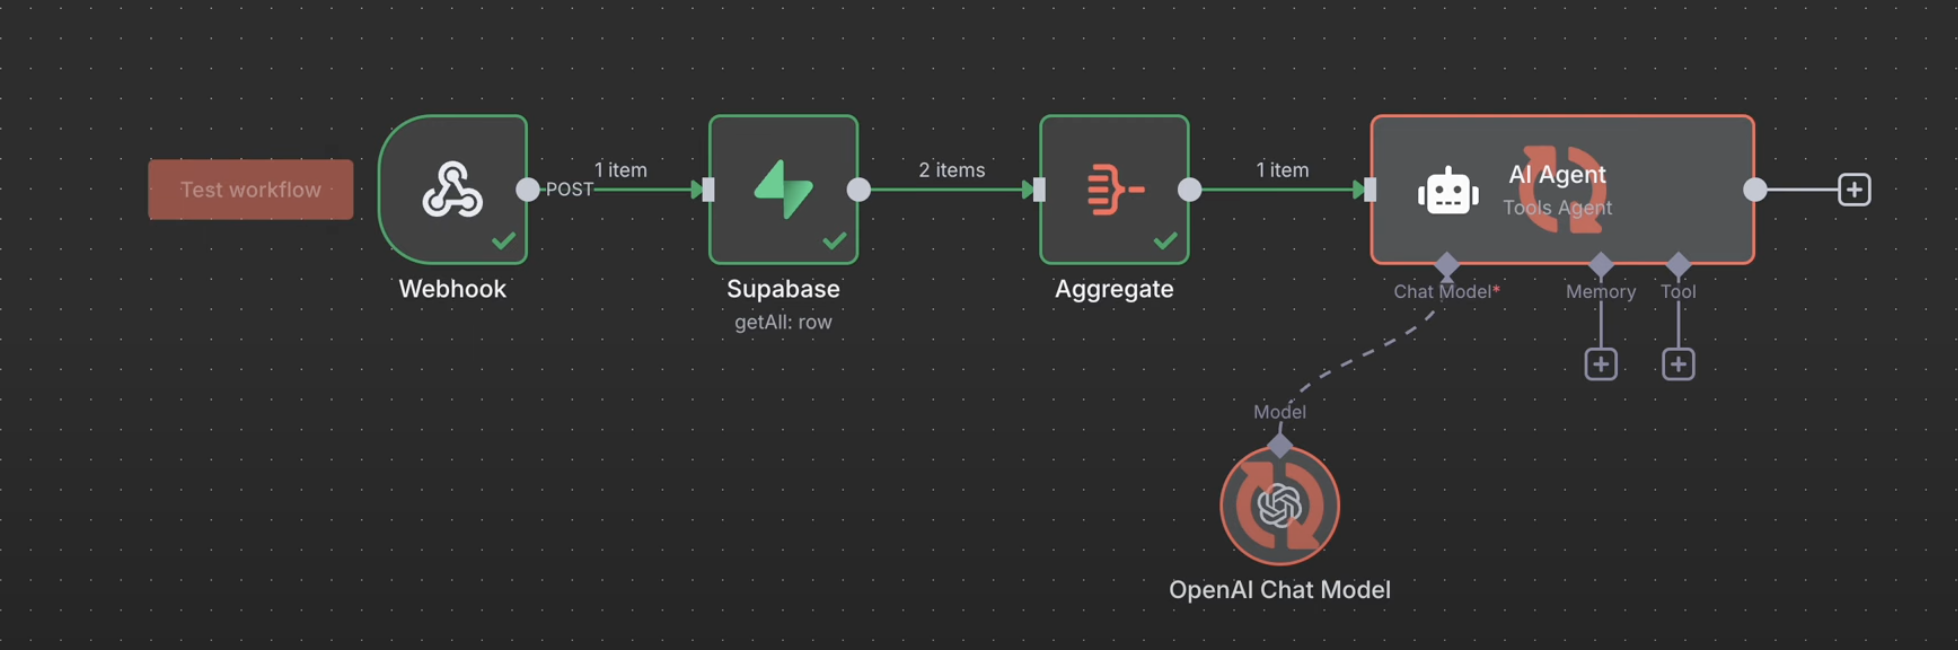 Test workflow
POST
1 item
2 items
1 item
AI Agent
Tools Agent
Webhook
Supabase
getAll: row
Aggregate
Chat Model*
Memory
Tool
Model
OpenAI Chat Model